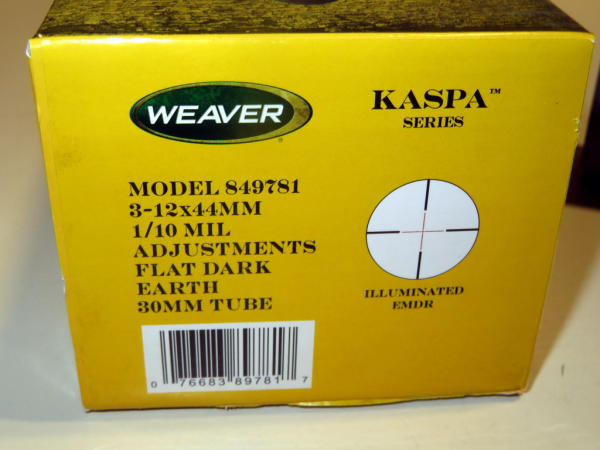 WEAVER®
KASPA™
SERIES
MODEL 849781
3-12x44MM
1/10 MIL
ADJUSTMENTS
FLAT DARK
EARTH
30MM TUBE
ILLUMINATED
EMDR
0 76683 89781 7